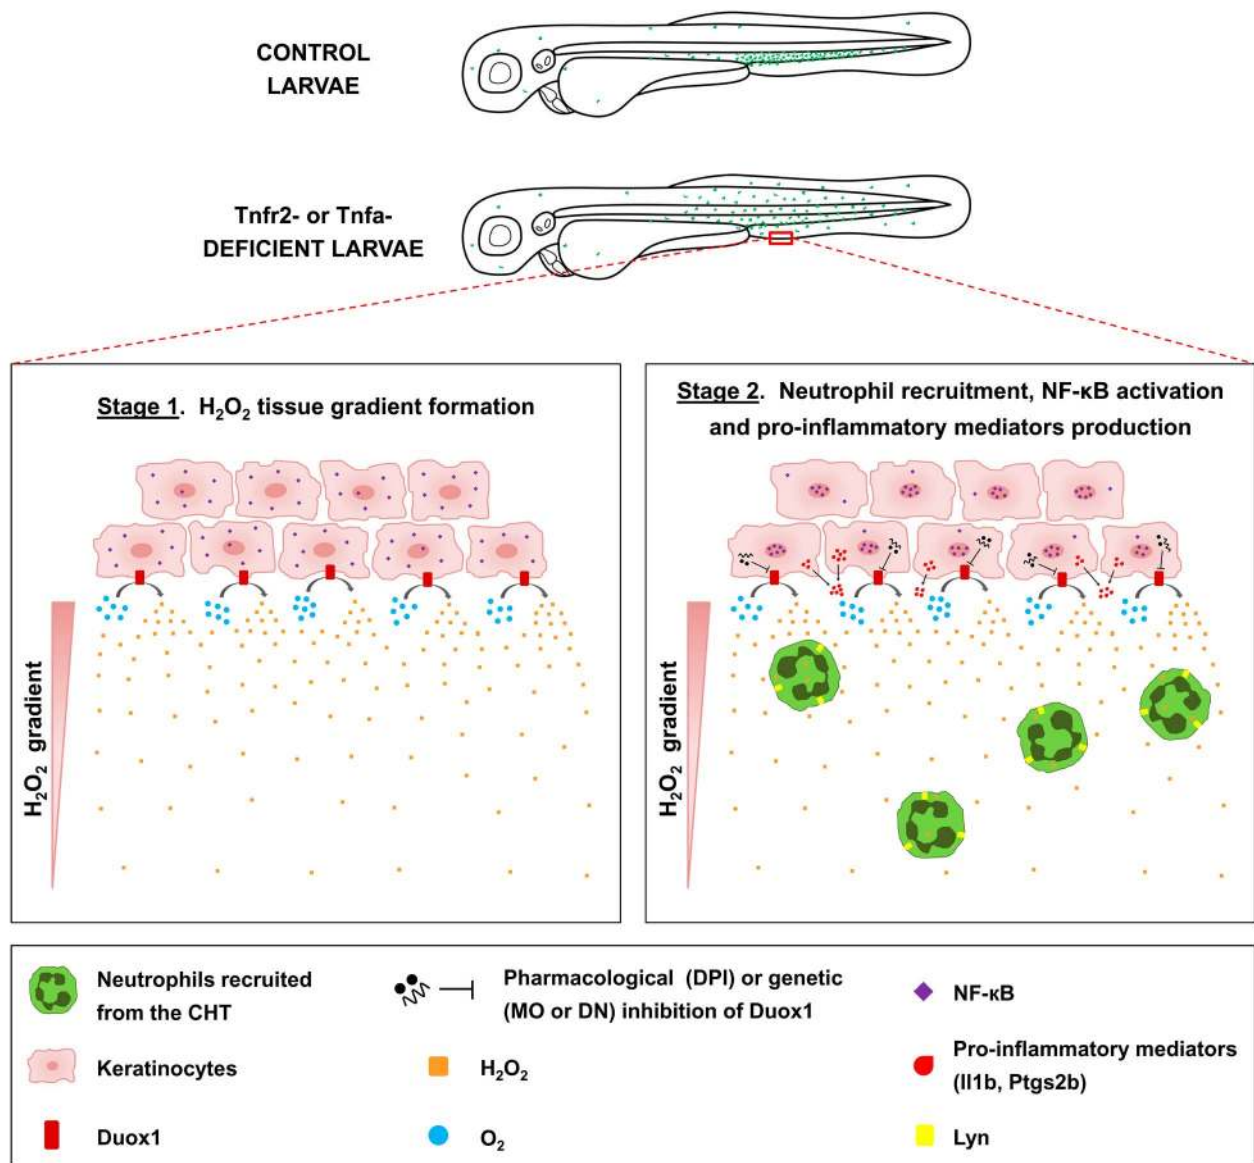 CONTROL
LARVAE
Tnfr2- or Tnfa-
DEFICIENT LARVAE
Stage 1. H₂O₂ tissue gradient formation
H₂O₂ gradient
Stage 2. Neutrophil recruitment, NF-κB activation
and pro-inflammatory mediators production
H₂O₂ gradient
Neutrophils recruited
from the CHT
Keratinocytes
Duox1
Pharmacological (DPI) or genetic
(MO or DN) inhibition of Duox1
H₂O₂
O₂
NF-κB
Pro-inflammatory mediators
(Il1b, Ptgs2b)
Lyn